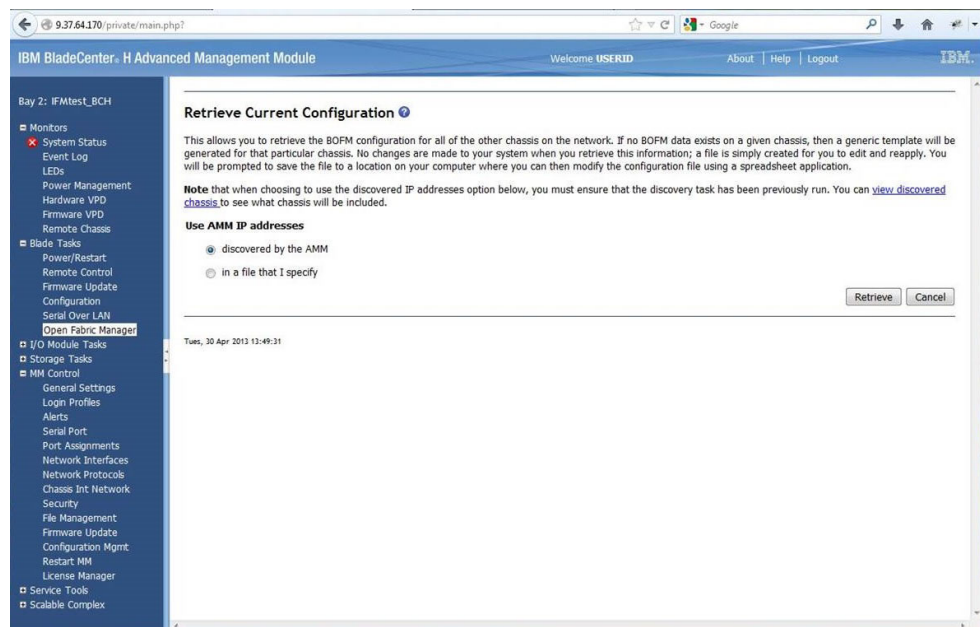 9.37.64.170/private/main.php?
Google
IBM BladeCenter® H Advanced Management Module
Welcome USERID
About | Help | Logout
IBM.
Bay 2: IFMtest_BCH
Monitors
System Status
Event Log
LEDs
Power Management
Hardware VPD
Firmware VPD
Remote Chassis
Blade Tasks
Power/Restart
Remote Control
Firmware Update
Configuration
Serial Over LAN
Open Fabric Manager
I/O Module Tasks
Storage Tasks
MM Control
General Settings
Login Profiles
Alerts
Serial Port
Port Assignments
Network Interfaces
Network Protocols
Chassis Int Network
Security
File Management
Firmware Update
Configuration Mgmt
Restart MM
License Manager
Service Tools
Scalable Complex
Retrieve Current Configuration ?
This allows you to retrieve the BOFM configuration for all of the other chassis on the network. If no BOFM data exists on a given chassis, then a generic template will be
generated for that particular chassis. No changes are made to your system when you retrieve this information; a file is simply created for you to edit and reapply. You
will be prompted to save the file to a location on your computer where you can then modify the configuration file using a spreadsheet application.
Note that when choosing to use the discovered IP addresses option below, you must ensure that the discovery task has been previously run. You can view discovered
chassis to see what chassis will be included.
Use AMM IP addresses
discovered by the AMM
in a file that I specify
Retrieve
Cancel
Tues, 30 Apr 2013 13:49:31